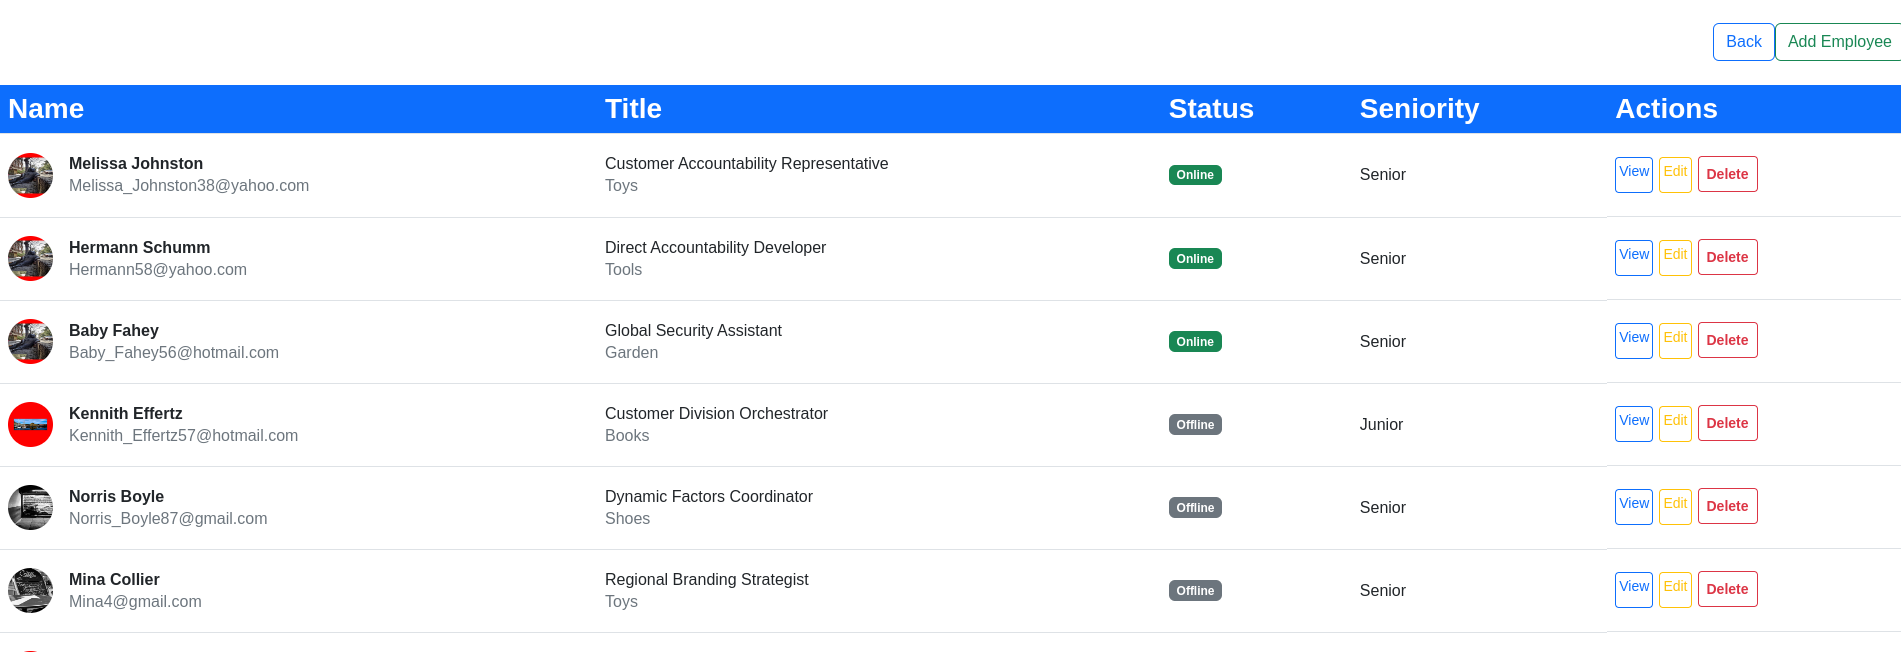 Back Add Employee
Name Title Status Seniority Actions
Melissa Johnston Customer Accountability Representative
Melissa_Johnston38@yahoo.com Toys Online Senior View Edit Delete
Hermann Schumm Direct Accountability Developer
Hermann58@yahoo.com Tools Online Senior View Edit Delete
Baby Fahey Global Security Assistant
Baby_Fahey56@hotmail.com Garden Online Senior View Edit Delete
Kennith Effertz Customer Division Orchestrator
Kennith_Effertz57@hotmail.com Books Offline Junior View Edit Delete
Norris Boyle Dynamic Factors Coordinator
Norris_Boyle87@gmail.com Shoes Offline Senior View Edit Delete
Mina Collier Regional Branding Strategist
Mina4@gmail.com Toys Offline Senior View Edit Delete